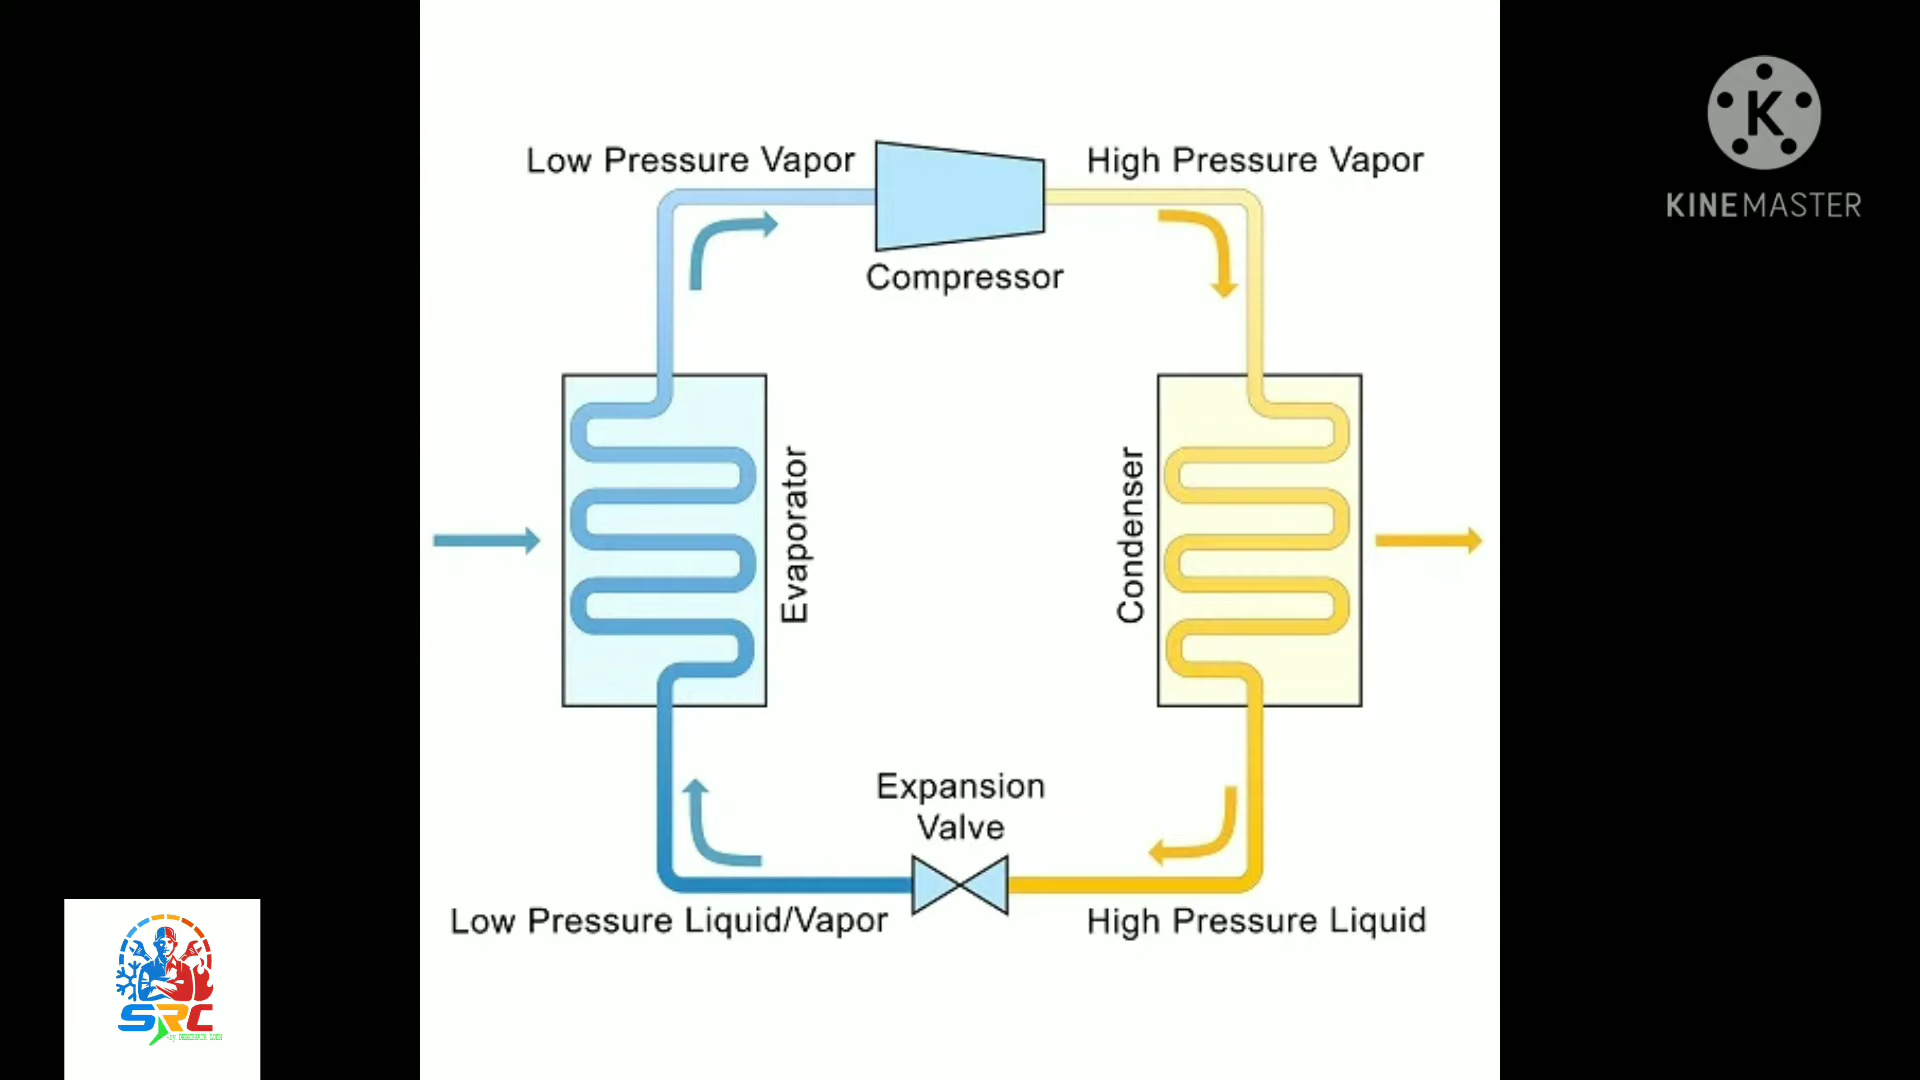 Low Pressure Vapor
High Pressure Vapor
K
KINEMASTER
Compressor
Evaporator
Condenser
Expansion
Valve
Low Pressure Liquid/Vapor
High Pressure Liquid
SRC